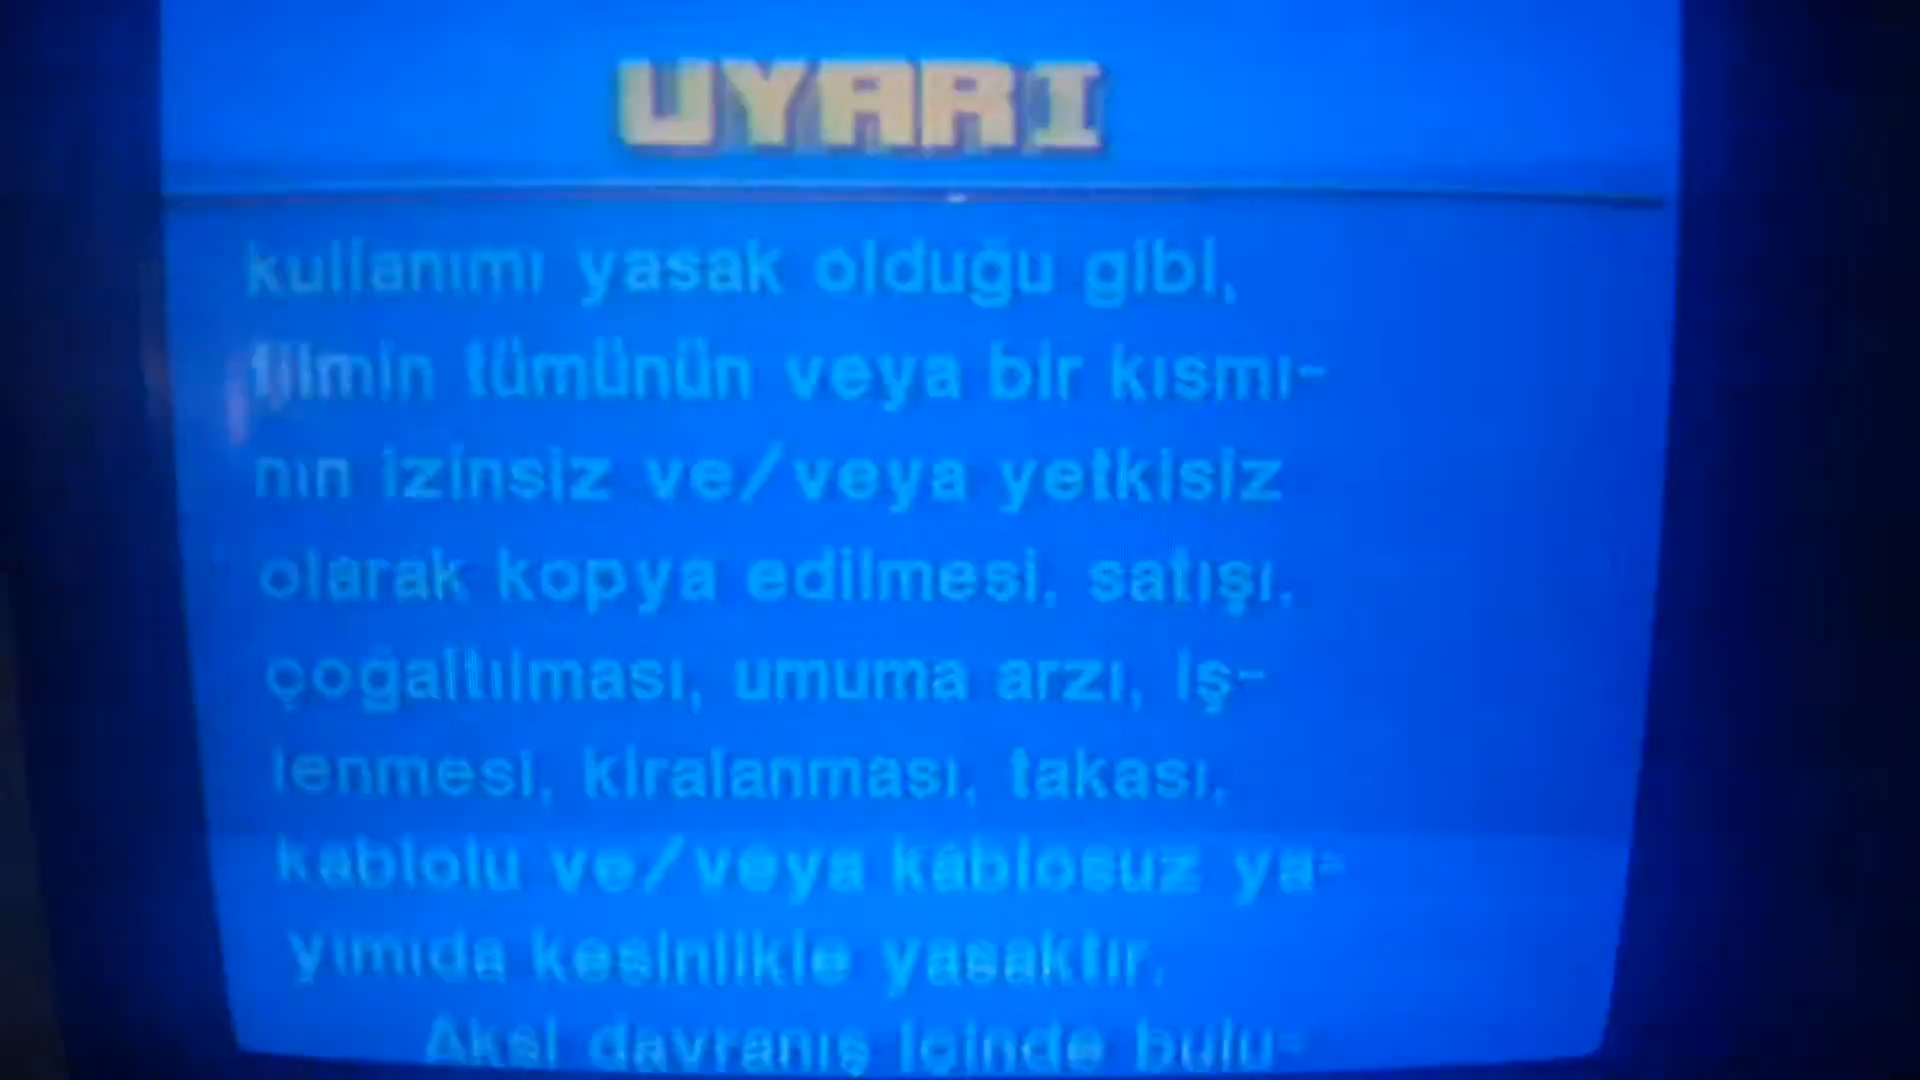 UYARI
kullanımı yasak olduğu gibi,
filmin tümünün veya bir kısmı-
nın izinsiz ve/veya yetkisiz
olarak kopya edilmesi, satışı,
çoğaltılması, umuma arzı, iş-
lenmesi, kiralanması, takası,
kablolu ve/veya kablosuz ya-
yımıda kesinlikle yasaktır.
Aksi davranış içinde bulu-